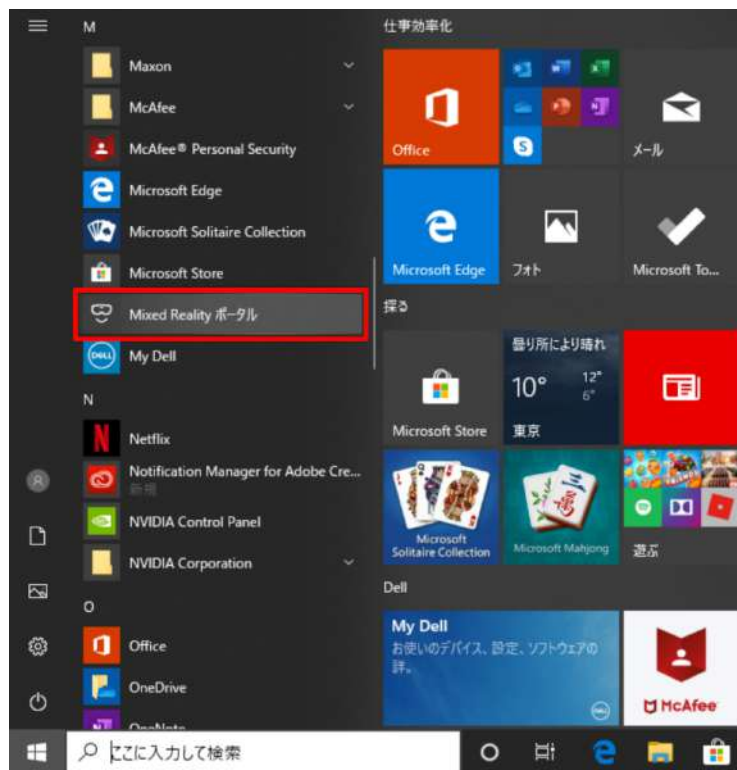 M
Maxon
McAfee
McAfee® Personal Security
Microsoft Edge
Microsoft Solitaire Collection
Microsoft Store
Mixed Reality ポータル
DELL
My Dell
N
Netflix
Notification Manager for Adobe Cre...
新規
NVIDIA Control Panel
NVIDIA Corporation
O
Office
OneDrive
OneNote
ここに入力して検索
仕事効率化
Office
メール
Microsoft Edge
フォト
Microsoft To...
探る
Microsoft Store
曇り所により晴れ
10° 12°
6°
東京
Microsoft
Solitaire Collection
Microsoft Mahjong
遊ぶ
Dell
My Dell
お使いのデバイス、設定、ソフトウェアの
詳。
McAfee